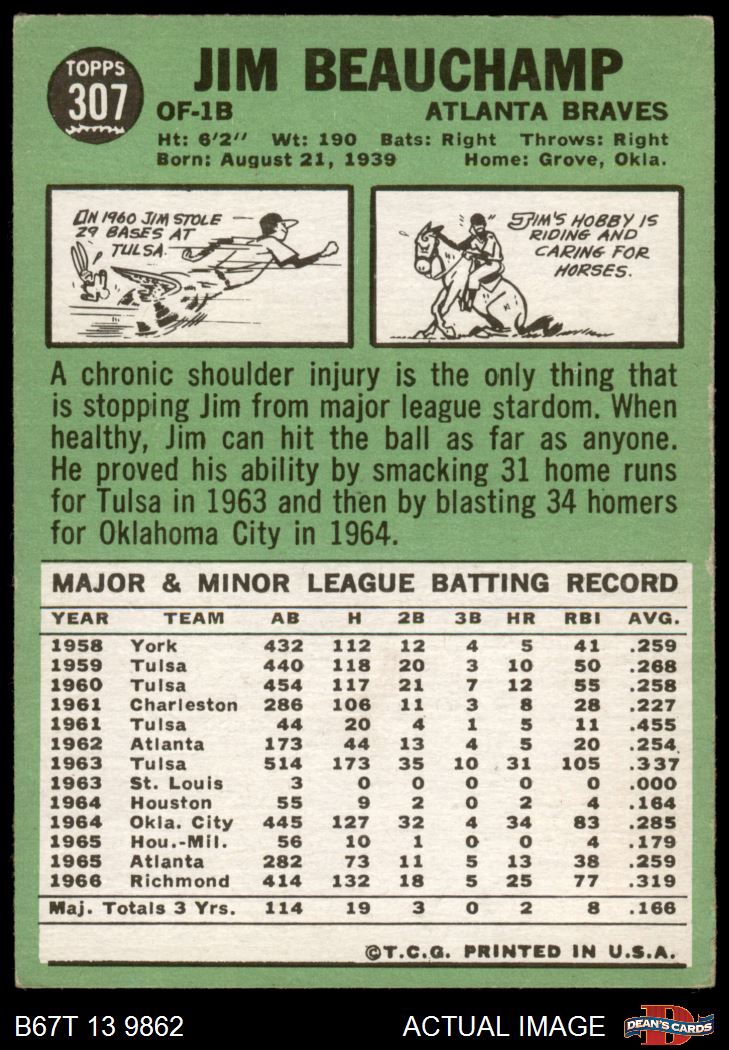 TOPPS
307
JIM BEAUCHAMP
OF-1B ATLANTA BRAVES
Ht: 6'2" Wt: 190 Bats: Right Throws: Right
Born: August 21, 1939 Home: Grove, Okla.
IN 1960 JIM STOLE
29 BASES AT
TULSA.
JIM'S HOBBY IS
RIDING AND
CARING FOR
HORSES.
A chronic shoulder injury is the only thing that
is stopping Jim from major league stardom. When
healthy, Jim can hit the ball as far as anyone.
He proved his ability by smacking 31 home runs
for Tulsa in 1963 and then by blasting 34 homers
for Oklahoma City in 1964.
MAJOR & MINOR LEAGUE BATTING RECORD
YEAR TEAM AB H 2B 3B HR RBI AVG.
1958 York 432 112 12 4 5 41 .259
1959 Tulsa 440 118 20 3 10 50 .268
1960 Tulsa 454 117 21 7 12 55 .258
1961 Charleston 286 106 11 3 8 28 .227
1961 Tulsa 44 20 4 1 5 11 .455
1962 Atlanta 173 44 13 4 5 20 .254
1963 Tulsa 514 173 35 10 31 105 .337
1963 St. Louis 3 0 0 0 0 0 .000
1964 Houston 55 9 2 0 2 4 .164
1964 Okla. City 445 127 32 4 34 83 .285
1965 Hou.-Mil. 56 10 1 0 0 4 .179
1965 Atlanta 282 73 11 5 13 38 .259
1966 Richmond 414 132 18 5 25 77 .319
Maj. Totals 3 Yrs. 114 19 3 0 2 8 .166
©T.C.G. PRINTED IN U.S.A.
B67T 13 9862 ACTUAL IMAGE
D
DEAN'S CARDS